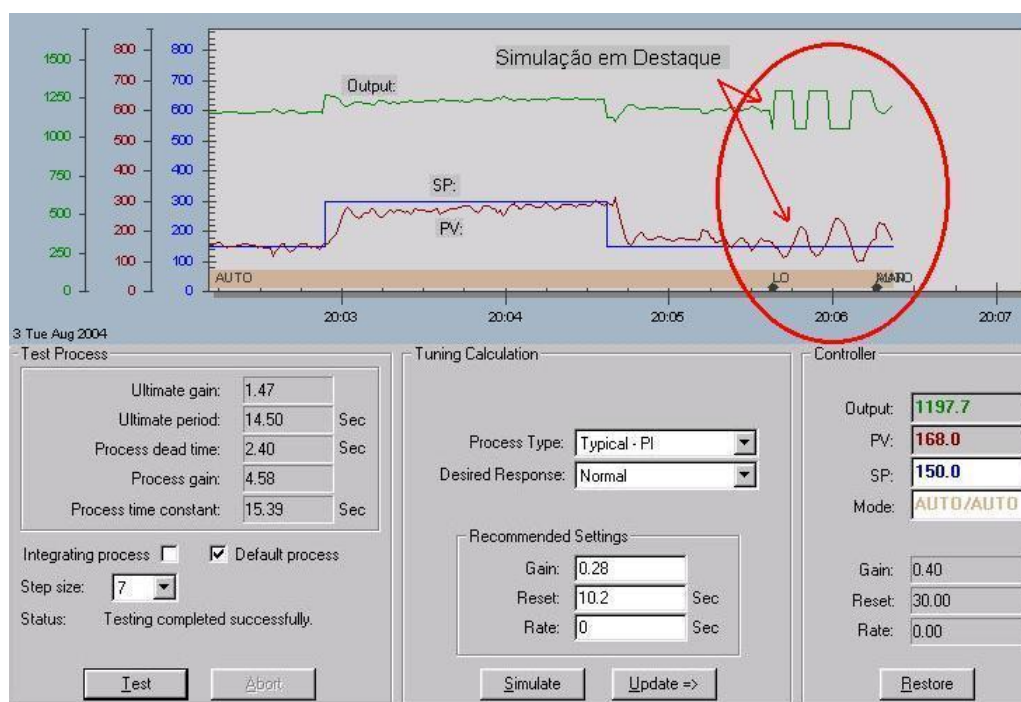 Simulação em Destaque
1500 800 800
700 700
1250 600 600
1000 500 500
750 400 400
500 300 300
200 200
250 100 100
0 0 0
Output:
SP:
PV:
AUTO LO
20:03 20:04 20:05 20:06 20:07
3 Tue Aug 2004
Test Process
Ultimate gain: 1.47
Ultimate period: 14.50 Sec
Process dead time: 2.40 Sec
Process gain: 4.58
Process time constant: 15.39 Sec
Integrating process Default process
Step size: 7
Status: Testing completed successfully.
Test Abort
Tuning Calculation
Process Type: Typical - PI
Desired Response: Normal
Recommended Settings
Gain: 0.28
Reset: 10.2 Sec
Rate: 0 Sec
Simulate Update =>
Controller
Output: 1197.7
PV: 168.0
SP: 150.0
Mode: AUTO/AUTO
Gain: 0.40
Reset: 30.00
Rate: 0.00
Restore